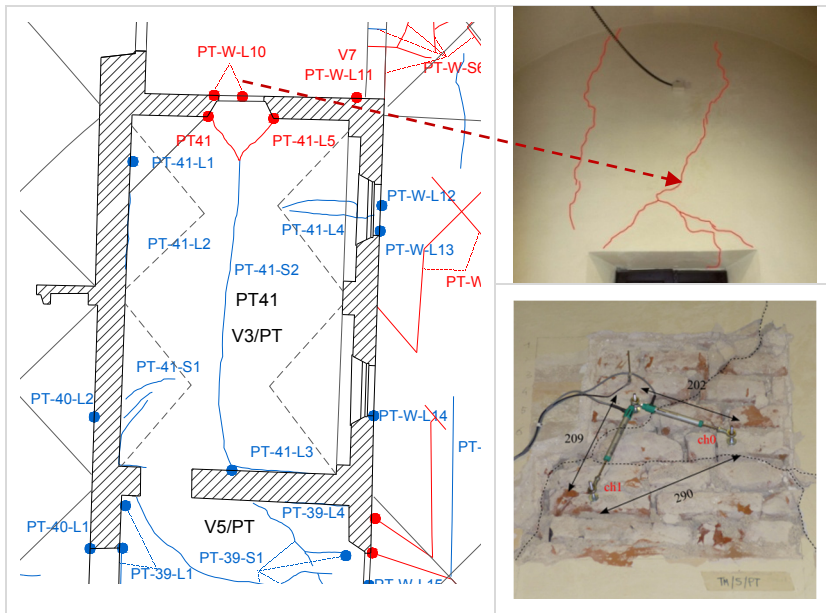 PT-W-L10
V7
PT-W-L11
PT-W-S6
PT41
PT-41-L5
PT-41-L1
PT-W-L12
PT-41-L2
PT-41-L4
PT-W-L13
PT-41-S2
PT-W
PT41
V3/PT
PT-41-S1
PT-40-L2
PT-W-L14
PT-41-L3
PT-
PT-39-L4
V5/PT
PT-40-L1
PT-39-S1
PT-39-L1
PT-W-L15
202
ch0
209
ch1
290
TM/5/PT